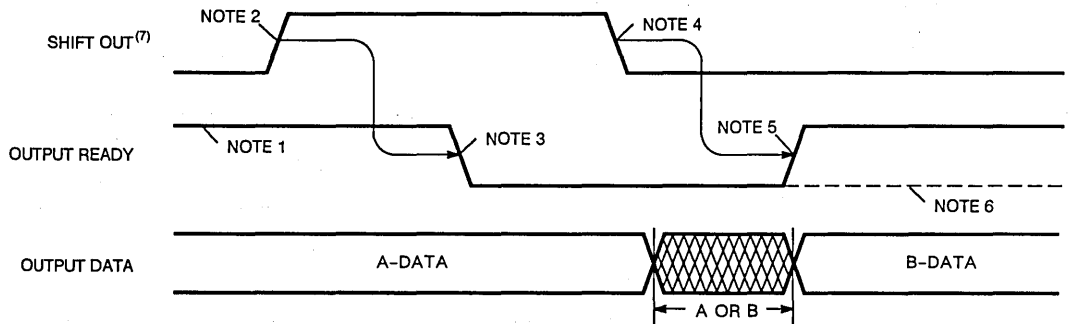 NOTE 2
NOTE 4
SHIFT OUT(7)
NOTE 1
NOTE 3
NOTE 5
OUTPUT READY
NOTE 6
OUTPUT DATA
A-DATA
B-DATA
A OR B